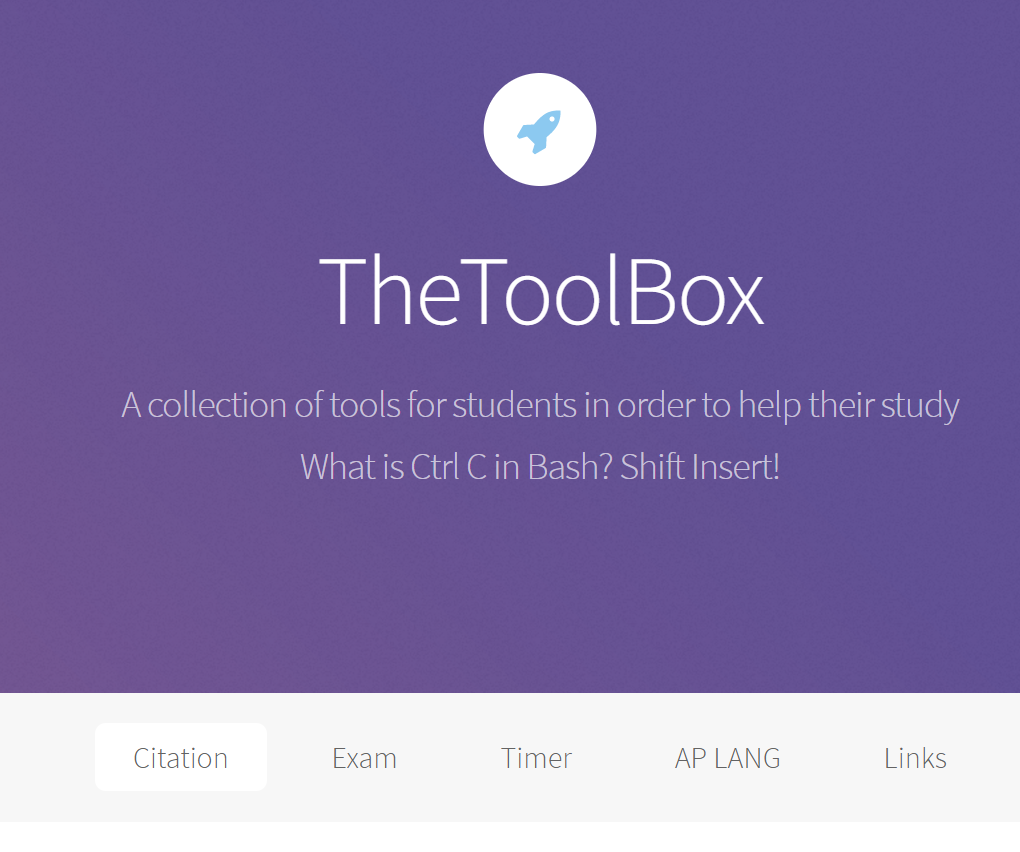 TheToolBox
A collection of tools for students in order to help their study
What is Ctrl C in Bash? Shift Insert!
Citation
Exam
Timer
AP LANG
Links